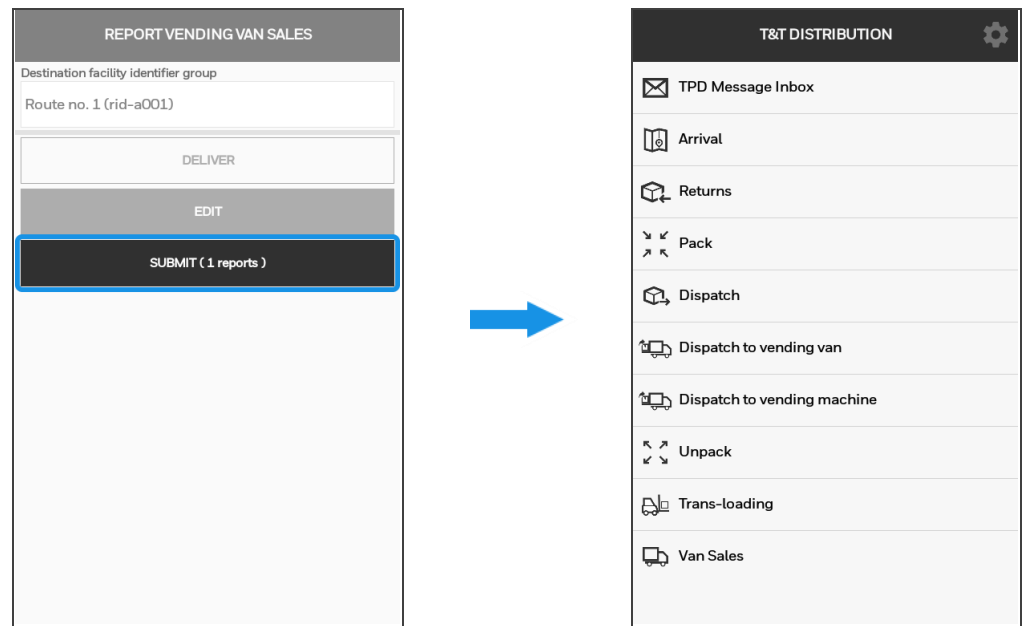 REPORT VENDING VAN SALES
Destination facility identifier group
Route no. 1 (rid-a001)
DELIVER
EDIT
SUBMIT ( 1 reports )
T&T DISTRIBUTION
TPD Message Inbox
Arrival
Returns
Pack
Dispatch
Dispatch to vending van
Dispatch to vending machine
Unpack
Trans-loading
Van Sales